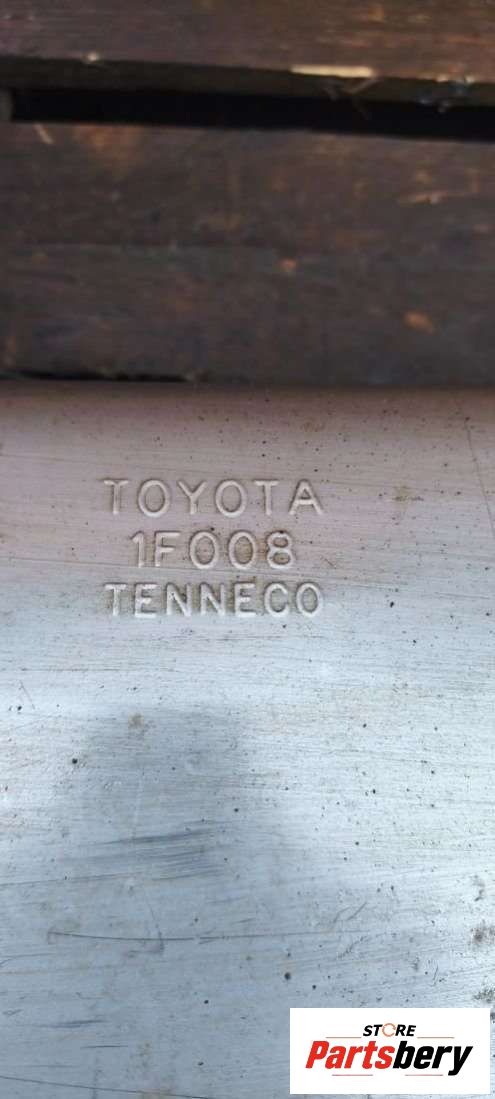 TOYOTA
1F008
TENNECO
STORE
Partsbery